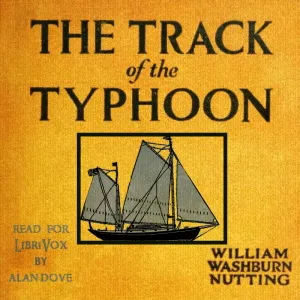 THE TRACK
of the
TYPHOON
READ FOR
LIBRIVOX
BY
ALAN DOVE
WILLIAM
WASHBURN
NUTTING